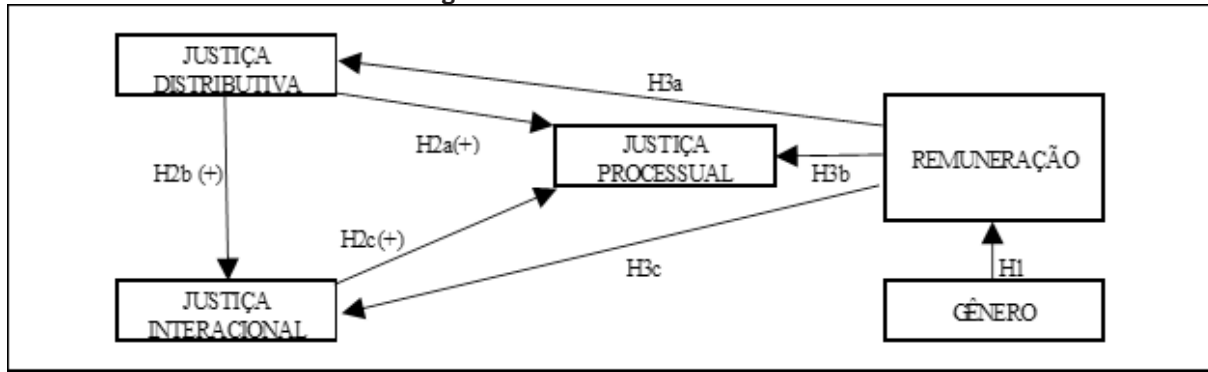 JUSTIÇA
DISTRIBUTIVA
H3a
H2a(+)
JUSTIÇA
PROCESSUAL
REMUNERAÇÃO
H2b (+)
H3b
H2c(+)
H3c
H1
JUSTIÇA
INTERACIONAL
GÊNERO